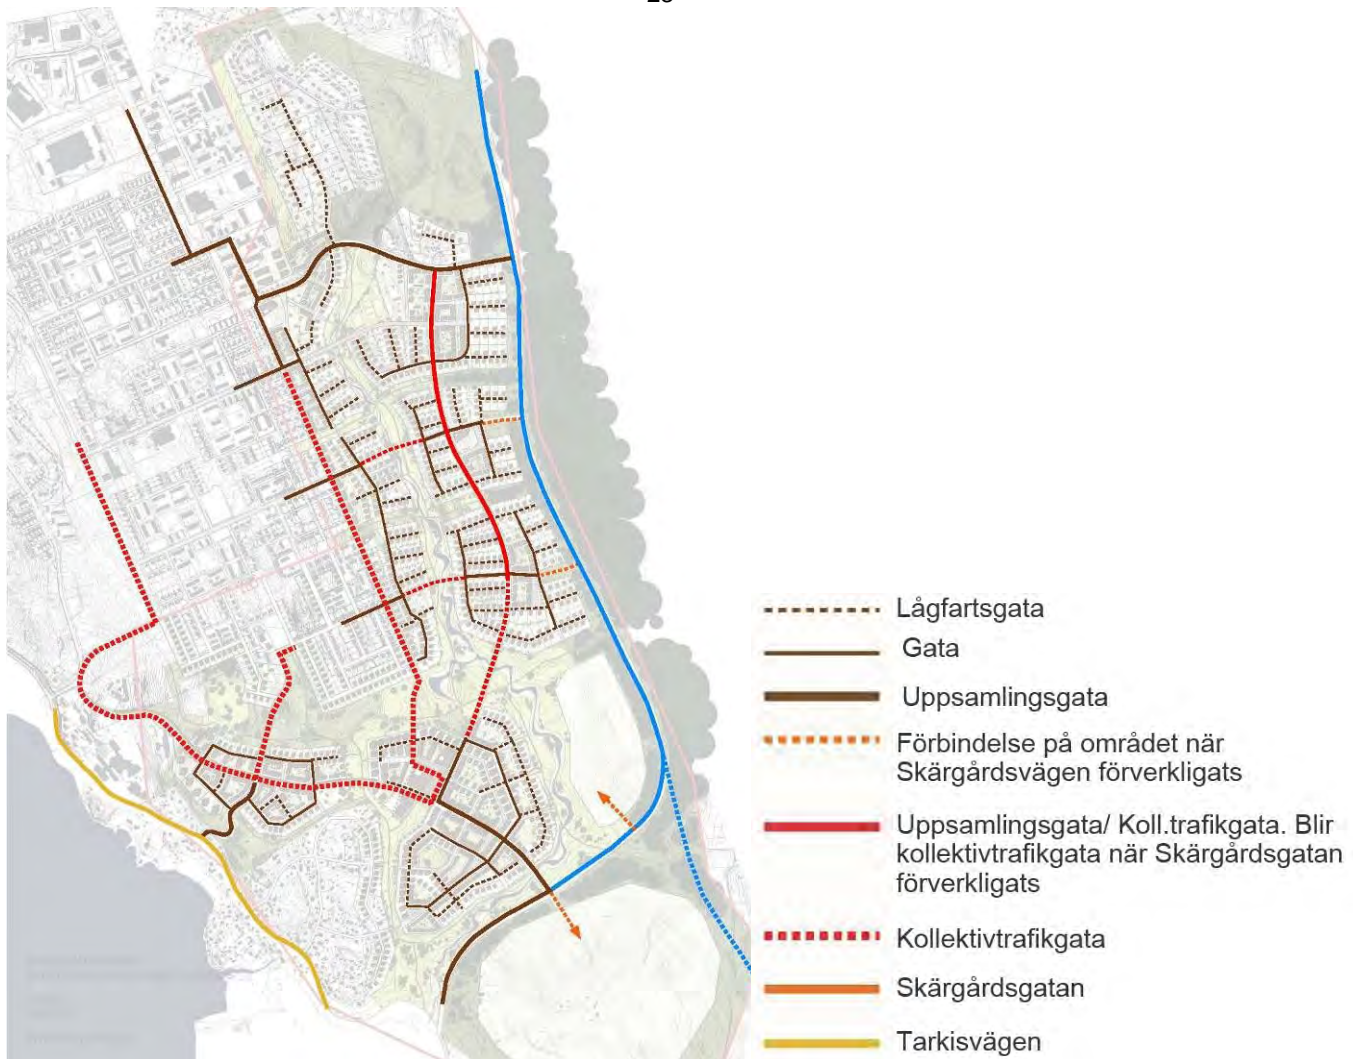 Lågfartsgata
Gata
Uppsamlingsgata
Förbindelse på området när
Skärgårdsvägen förverkligats
Uppsamlingsgata/ Koll.trafikgata. Blir
kollektivtrafikgata när Skärgårdsgatan
förverkligats
Kollektivtrafikgata
Skärgårdsgatan
Tarkisvägen